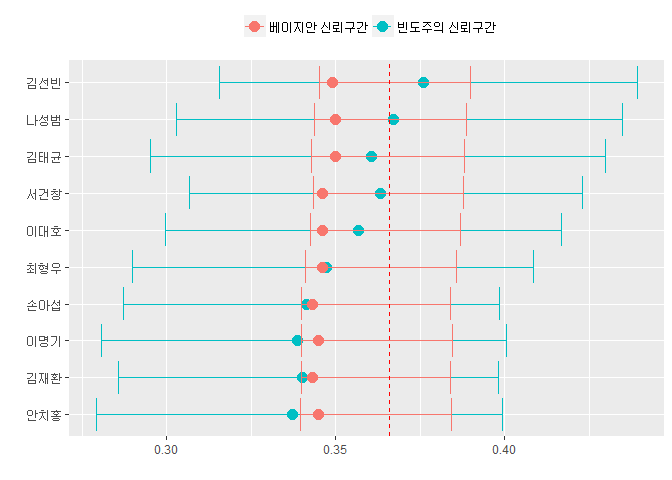 베이지안 신뢰구간 빈도주의 신뢰구간
김선빈
나성범
김태균
서건창
이대호
최형우
손아섭
이명기
김재환
안치홍
0.30 0.35 0.40